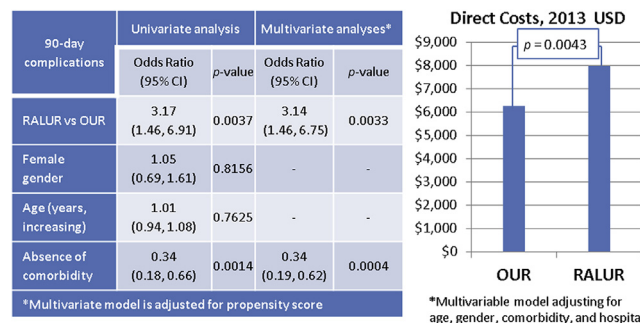 90-day
complications
Univariate analysis
Multivariate analyses*
Odds Ratio
(95% CI)
p-value
Odds Ratio
(95% CI)
p-value
RALUR vs OUR
3.17
(1.46, 6.91)
0.0037
3.14
(1.46, 6.75)
0.0033
Female
gender
1.05
(0.69, 1.61)
0.8156
-
-
Age (years,
increasing)
1.01
(0.94, 1.08)
0.7625
-
-
Absence of
comorbidity
0.34
(0.18, 0.66)
0.0014
0.34
(0.19, 0.62)
0.0004
*Multivariate model is adjusted for propensity score
Direct Costs, 2013 USD
p = 0.0043
$9,000
$8,000
$7,000
$6,000
$5,000
$4,000
$3,000
$2,000
$1,000
$0
OUR
RALUR
*Multivariable model adjusting for
age, gender, comorbidity, and hospital